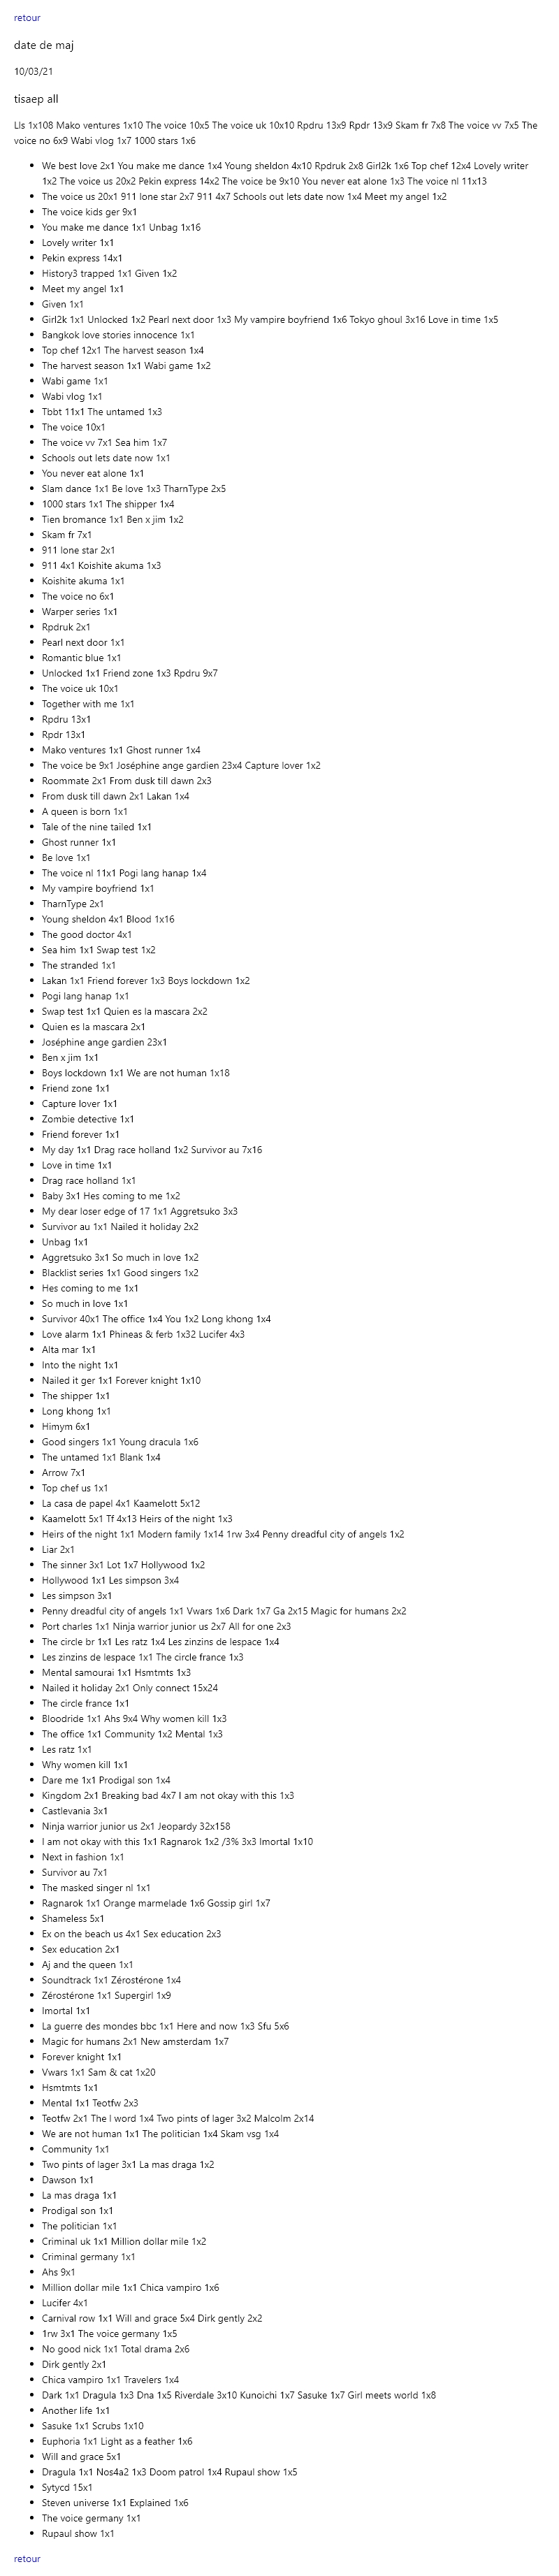 retour
date de maj
10/03/21
tisaep all
Lls 1x108 Mako ventures 1x10 The voice 10x5 The voice uk 10x10 Rpdru 13x9 Rpdr 13x9 Skam fr 7x8 The voice vv 7x5 The
voice no 6x9 Wabi vlog 1x7 1000 stars 1x6
We best love 2x1 You make me dance 1x4 Young sheldon 4x10 Rpdruk 2x8 Girl2k 1x6 Top chef 12x4 Lovely writer
1x2 The voice us 20x2 Pekin express 14x2 The voice be 9x10 You never eat alone 1x3 The voice nl 11x13
The voice us 20x1 911 lone star 2x7 911 4x7 Schools out lets date now 1x4 Meet my angel 1x2
The voice kids ger 9x1
You make me dance 1x1 Unbag 1x16
Lovely writer 1x1
Pekin express 14x1
History3 trapped 1x1 Given 1x2
Meet my angel 1x1
Given 1x1
Girl2k 1x1 Unlocked 1x2 Pearl next door 1x3 My vampire boyfriend 1x6 Tokyo ghoul 3x16 Love in time 1x5
Bangkok love stories innocence 1x1
Top chef 12x1 The harvest season 1x4
The harvest season 1x1 Wabi game 1x2
Wabi game 1x1
Wabi vlog 1x1
Tbbt 11x1 The untamed 1x3
The voice 10x1
The voice vv 7x1 Sea him 1x7
Schools out lets date now 1x1
You never eat alone 1x1
Slam dance 1x1 Be love 1x3 TharnType 2x5
1000 stars 1x1 The shipper 1x4
Tien bromance 1x1 Ben x jim 1x2
Skam fr 7x1
911 lone star 2x1
911 4x1 Koishite akuma 1x3
Koishite akuma 1x1
The voice no 6x1
Warper series 1x1
Rpdruk 2x1
Pearl next door 1x1
Romantic blue 1x1
Unlocked 1x1 Friend zone 1x3 Rpdru 9x7
The voice uk 10x1
Together with me 1x1
Rpdru 13x1
Rpdr 13x1
Mako ventures 1x1 Ghost runner 1x4
The voice be 9x1 Joséphine ange gardien 23x4 Capture lover 1x2
Roommate 2x1 From dusk till dawn 2x3
From dusk till dawn 2x1 Lakan 1x4
A queen is born 1x1
Tale of the nine tailed 1x1
Ghost runner 1x1
Be love 1x1
The voice nl 11x1 Pogi lang hanap 1x4
My vampire boyfriend 1x1
TharnType 2x1
Young sheldon 4x1 Blood 1x16
The good doctor 4x1
Sea him 1x1 Swap test 1x2
The stranded 1x1
Lakan 1x1 Friend forever 1x3 Boys lockdown 1x2
Pogi lang hanap 1x1
Swap test 1x1 Quien es la mascara 2x2
Quien es la mascara 2x1
Joséphine ange gardien 23x1
Ben x jim 1x1
Boys lockdown 1x1 We are not human 1x18
Friend zone 1x1
Capture lover 1x1
Zombie detective 1x1
Friend forever 1x1
My day 1x1 Drag race holland 1x2 Survivor au 7x16
Love in time 1x1
Drag race holland 1x1
Baby 3x1 Hes coming to me 1x2
My dear loser edge of 17 1x1 Aggretsuko 3x3
Survivor au 1x1 Nailed it holiday 2x2
Unbag 1x1
Aggretsuko 3x1 So much in love 1x2
Blacklist series 1x1 Good singers 1x2
Hes coming to me 1x1
So much in love 1x1
Survivor 40x1 The office 1x4 You 1x2 Long khong 1x4
Love alarm 1x1 Phineas & ferb 1x32 Lucifer 4x3
Alta mar 1x1
Into the night 1x1
Nailed it ger 1x1 Forever knight 1x10
The shipper 1x1
Long khong 1x1
Himym 6x1
Good singers 1x1 Young dracula 1x6
The untamed 1x1 Blank 1x4
Arrow 7x1
Top chef us 1x1
La casa de papel 4x1 Kaamelott 5x12
Kaamelott 5x1 Tf 4x13 Heirs of the night 1x3
Heirs of the night 1x1 Modern family 1x14 1rw 3x4 Penny dreadful city of angels 1x2
Liar 2x1
The sinner 3x1 Lot 1x7 Hollywood 1x2
Hollywood 1x1 Les simpson 3x4
Les simpson 3x1
Penny dreadful city of angels 1x1 Vwars 1x6 Dark 1x7 Ga 2x15 Magic for humans 2x2
Port charles 1x1 Ninja warrior junior us 2x7 All for one 2x3
The circle br 1x1 Les ratz 1x4 Les zinzins de lespace 1x4
Les zinzins de lespace 1x1 The circle france 1x3
Mental samourai 1x1 Hsmtmts 1x3
Nailed it holiday 2x1 Only connect 15x24
The circle france 1x1
Bloodride 1x1 Ahs 9x4 Why women kill 1x3
The office 1x1 Community 1x2 Mental 1x3
Les ratz 1x1
Why women kill 1x1
Dare me 1x1 Prodigal son 1x4
Kingdom 2x1 Breaking bad 4x7 I am not okay with this 1x3
Castlevania 3x1
Ninja warrior junior us 2x1 Jeopardy 32x158
I am not okay with this 1x1 Ragnarok 1x2 /3% 3x3 Imortal 1x10
Next in fashion 1x1
Survivor au 7x1
The masked singer nl 1x1
Ragnarok 1x1 Orange marmelade 1x6 Gossip girl 1x7
Shameless 5x1
Ex on the beach us 4x1 Sex education 2x3
Sex education 2x1
Aj and the queen 1x1
Soundtrack 1x1 Zérostérone 1x4
Zérostérone 1x1 Supergirl 1x9
Imortal 1x1
La guerre des mondes bbc 1x1 Here and now 1x3 Sfu 5x6
Magic for humans 2x1 New amsterdam 1x7
Forever knight 1x1
Vwars 1x1 Sam & cat 1x20
Hsmtmts 1x1
Mental 1x1 Teotfw 2x3
Teotfw 2x1 The l word 1x4 Two pints of lager 3x2 Malcolm 2x14
We are not human 1x1 The politician 1x4 Skam vsg 1x4
Community 1x1
Two pints of lager 3x1 La mas draga 1x2
Dawson 1x1
La mas draga 1x1
Prodigal son 1x1
The politician 1x1
Criminal uk 1x1 Million dollar mile 1x2
Criminal germany 1x1
Ahs 9x1
Million dollar mile 1x1 Chica vampiro 1x6
Lucifer 4x1
Carnival row 1x1 Will and grace 5x4 Dirk gently 2x2
1rw 3x1 The voice germany 1x5
No good nick 1x1 Total drama 2x6
Dirk gently 2x1
Chica vampiro 1x1 Travelers 1x4
Dark 1x1 Dragula 1x3 Dna 1x5 Riverdale 3x10 Kunoichi 1x7 Sasuke 1x7 Girl meets world 1x8
Another life 1x1
Sasuke 1x1 Scrubs 1x10
Euphoria 1x1 Light as a feather 1x6
Will and grace 5x1
Dragula 1x1 Nos4a2 1x3 Doom patrol 1x4 Rupaul show 1x5
Sytycd 15x1
Steven universe 1x1 Explained 1x6
The voice germany 1x1
Rupaul show 1x1
retour